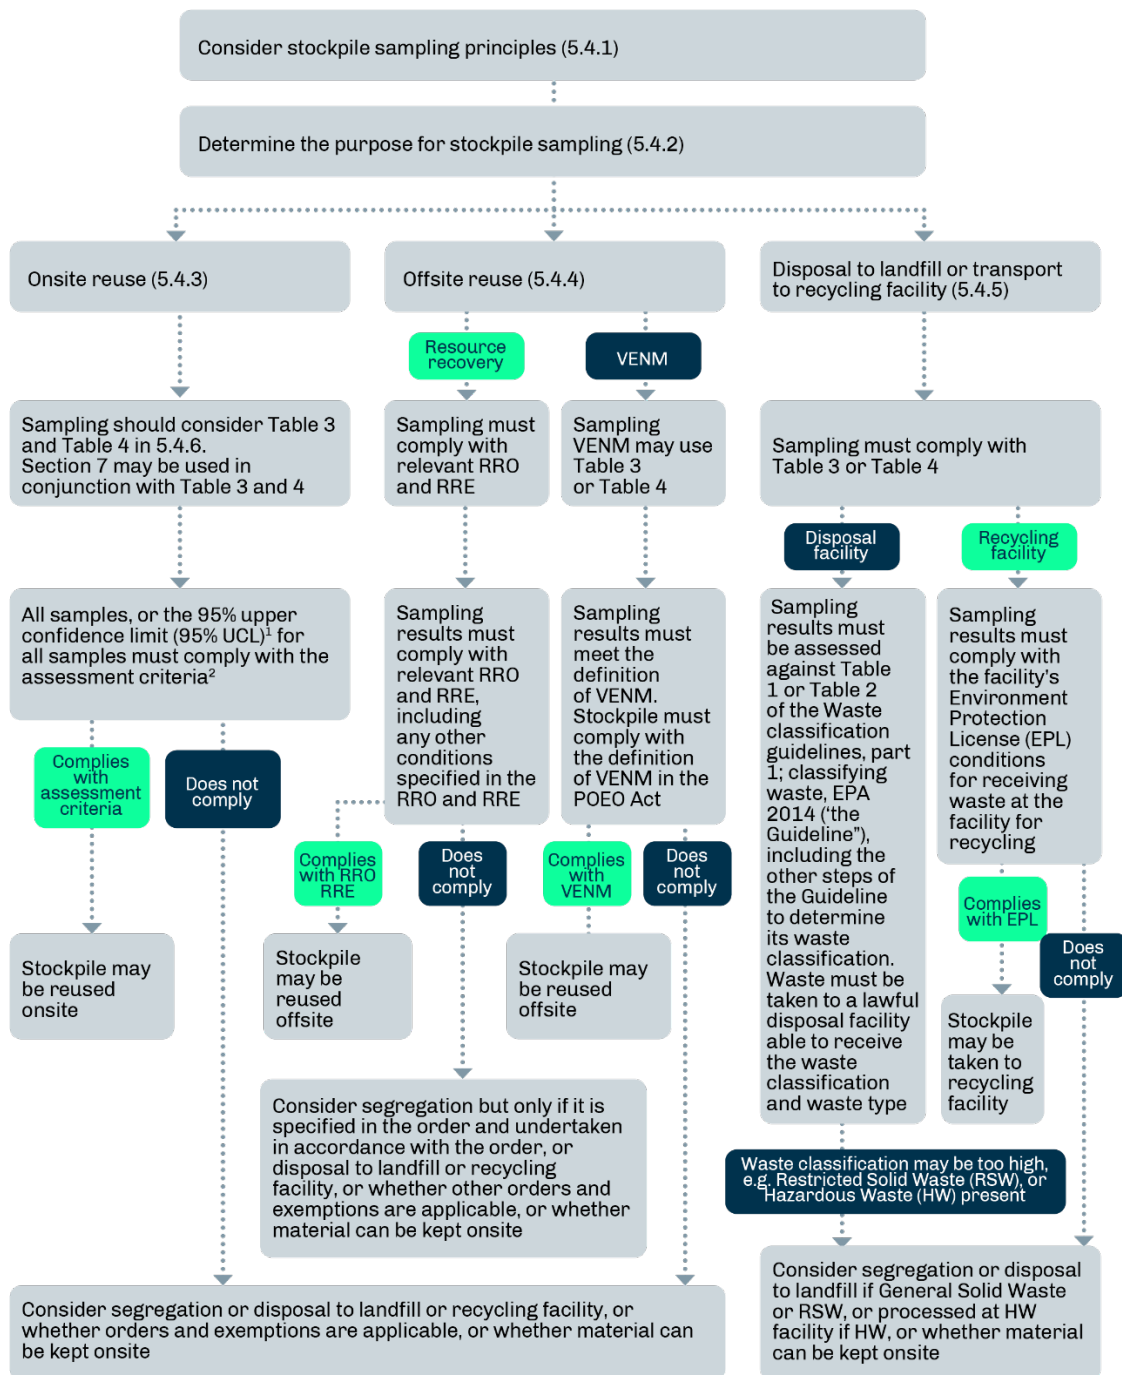 Consider stockpile sampling principles (5.4.1)
Determine the purpose for stockpile sampling (5.4.2)
Onsite reuse (5.4.3)
Offsite reuse (5.4.4)
Disposal to landfill or transport
to recycling facility (5.4.5)
Resource
recovery
VENM
Sampling should consider Table 3
and Table 4 in 5.4.6.
Section 7 may be used in
conjunction with Table 3 and 4
Sampling must
comply with
relevant RRO
and RRE
Sampling
VENM may use
Table 3
or Table 4
Sampling must comply with
Table 3 or Table 4
Disposal
facility
Recycling
facility
All samples, or the 95% upper
confidence limit (95% UCL)¹ for
all samples must comply with the
assessment criteria²
Sampling
results must
comply with
relevant RRO
and RRE,
including
any other
conditions
specified in the
RRO and RRE
Sampling
results must
meet the
definition
of VENM.
Stockpile must
comply with
the definition
of VENM in the
POEO Act
Sampling
results must
be assessed
against Table
1 or Table 2
of the Waste
classification
guidelines, part
1; classifying
waste, EPA
2014 (‘the
Guideline”),
including the
other steps of
the Guideline
to determine
its waste
classification.
Waste must be
taken to a lawful
disposal facility
able to receive
the waste
classification
and waste type
Sampling
results must
comply with
the facility’s
Environment
Protection
License (EPL)
conditions
for receiving
waste at the
facility for
recycling
Complies
with
assessment
criteria
Does not
comply
Complies
with RRO
RRE
Does
not
comply
Complies
with
VENM
Does
not
comply
Complies
with EPL
Does
not
comply
Stockpile may
be reused
onsite
Stockpile
may be
reused
offsite
Stockpile may
be reused
offsite
Stockpile
may be
taken to
recycling
facility
Consider segregation but only if it is
specified in the order and undertaken
in accordance with the order, or
disposal to landfill or recycling
facility, or whether other orders and
exemptions are applicable, or whether
material can be kept onsite
Waste classification may be too high,
e.g. Restricted Solid Waste (RSW), or
Hazardous Waste (HW) present
Consider segregation or disposal to landfill or recycling facility, or
whether orders and exemptions are applicable, or whether material can
be kept onsite
Consider segregation or disposal
to landfill if General Solid Waste
or RSW, or processed at HW
facility if HW, or whether material
can be kept onsite